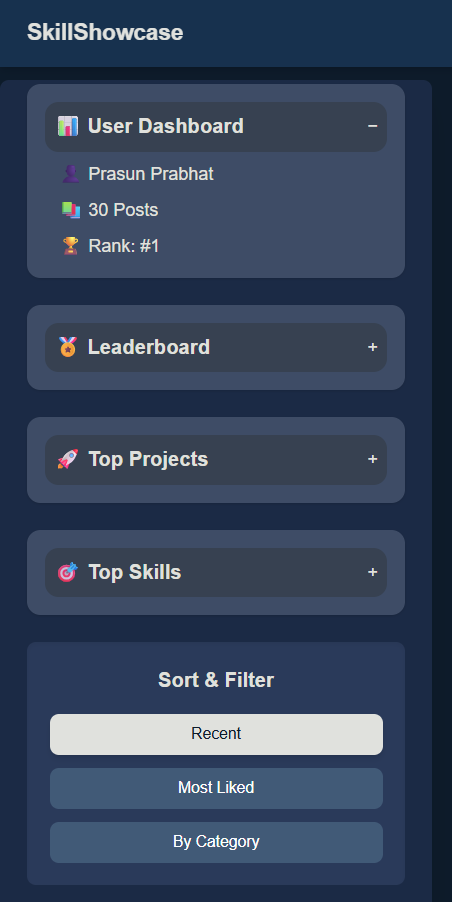 SkillShowcase
📊 User Dashboard −
👤 Prasun Prabhat
📚 30 Posts
🏆 Rank: #1
🏅 Leaderboard +
🚀 Top Projects +
🎯 Top Skills +
Sort & Filter
Recent
Most Liked
By Category